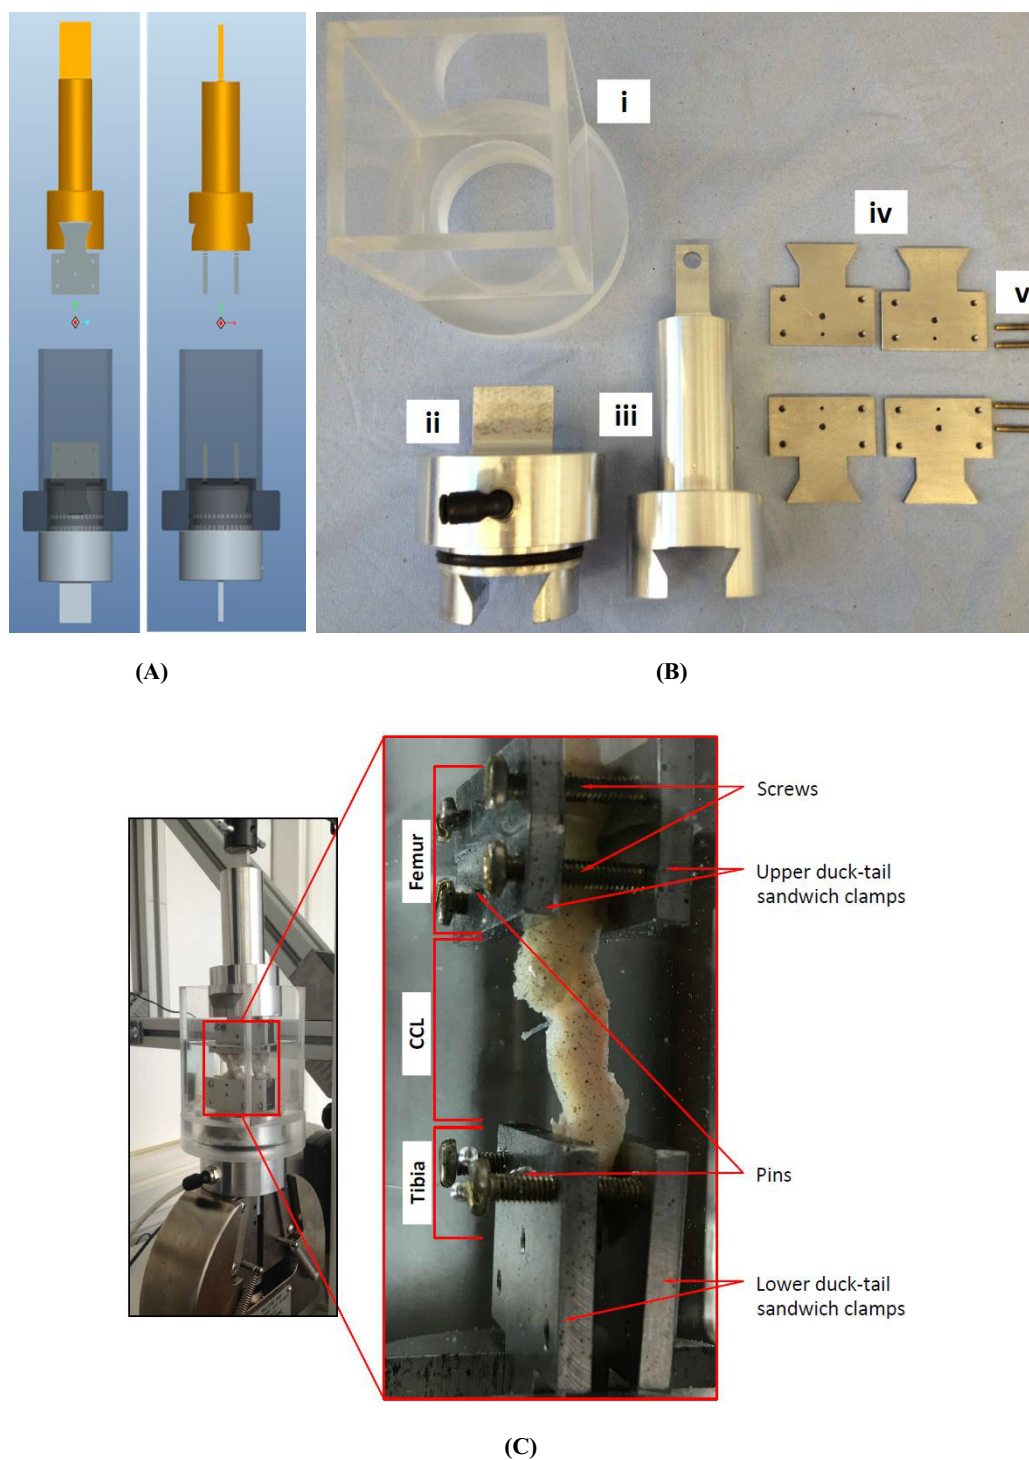 i
iv
v
ii
iii
(A)
(B)
Femur
CCL
Tibia
Screws
Upper duck-tail
sandwich clamps
Pins
Lower duck-tail
sandwich clamps
(C)